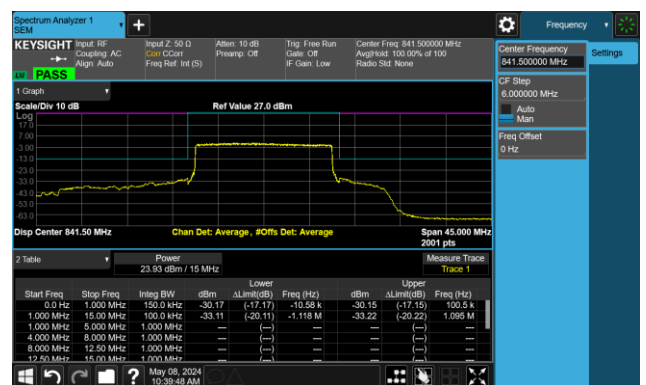 Spectrum Analyzer 1
SEM
Frequency
KEYSIGHT
Input: RF
Coupling: AC
Align: Auto
Input Z: 50 Ω
Corr CCorr
Freq Ref: Int (S)
Atten: 10 dB
Preamp: Off
Trig: Free Run
Gate: Off
IF Gain: Low
Center Freq: 841.500000 MHz
Avg|Hold: 100.00% of 100
Radio Std: None
PASS
Center Frequency
841.500000 MHz
Settings
CF Step
6.000000 MHz
Auto
Man
Freq Offset
0 Hz
1 Graph
Scale/Div 10 dB
Ref Value 27.0 dBm
Log
17.0
7.00
-3.00
-13.0
-23.0
-33.0
-43.0
-53.0
-63.0
Disp Center 841.50 MHz
Chan Det: Average, #Offs Det: Average
Span 45.000 MHz
2001 pts
2 Table
Power
Measure Trace
23.93 dBm / 15 MHz
Trace 1
Lower Upper
Start Freq Stop Freq Integ BW dBm ΔLimit(dB) Freq (Hz) dBm ΔLimit(dB) Freq (Hz)
0.0 Hz 1.000 MHz 150.0 kHz -30.17 (-17.17) -10.58 k -30.15 (-17.15) 100.5 k
1.000 MHz 15.00 MHz 100.0 kHz -33.11 (-20.11) -1.118 M -33.22 (-20.22) 1.095 M
1.000 MHz 5.000 MHz 1.000 MHz --- (---) --- --- (---) ---
4.000 MHz 8.000 MHz 1.000 MHz --- (---) --- --- (---) ---
8.000 MHz 12.50 MHz 1.000 MHz --- (---) --- --- (---) ---
12.50 MHz 15.00 MHz 1.000 MHz --- (---) --- --- (---) ---
May 08, 2024
10:39:48 AM